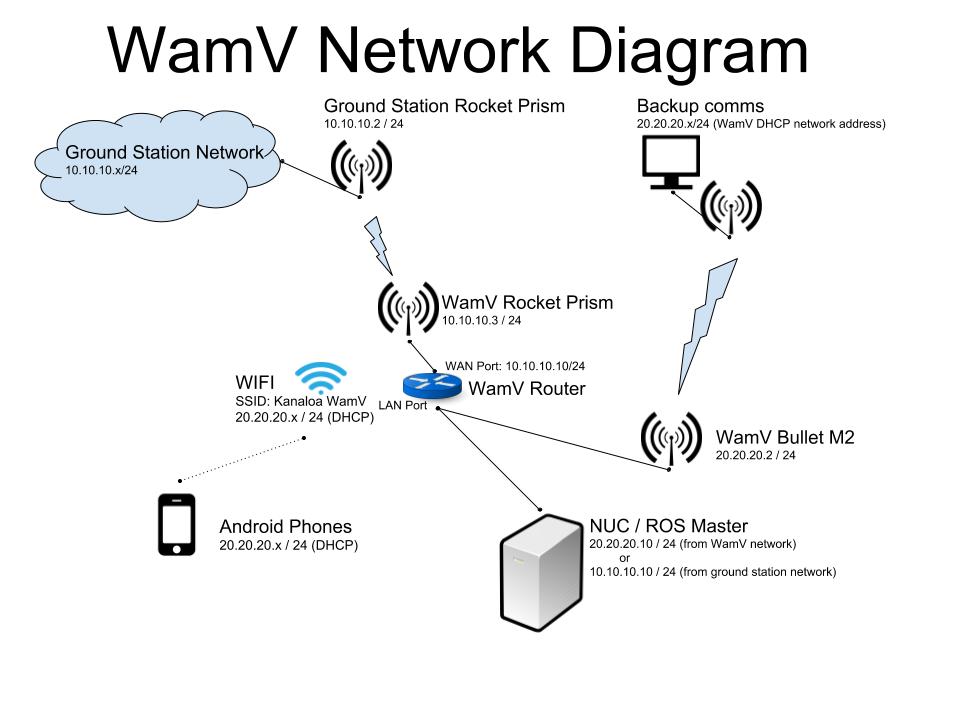 WamV Network Diagram
Ground Station Rocket Prism
10.10.10.2 / 24
Backup comms
20.20.20.x/24 (WamV DHCP network address)
Ground Station Network
10.10.10.x/24
WamV Rocket Prism
10.10.10.3 / 24
WAN Port: 10.10.10.10/24
WamV Router
LAN Port
WIFI
SSID: Kanaloa WamV
20.20.20.x / 24 (DHCP)
WamV Bullet M2
20.20.20.2 / 24
Android Phones
20.20.20.x / 24 (DHCP)
NUC / ROS Master
20.20.20.10 / 24 (from WamV network)
or
10.10.10.10 / 24 (from ground station network)